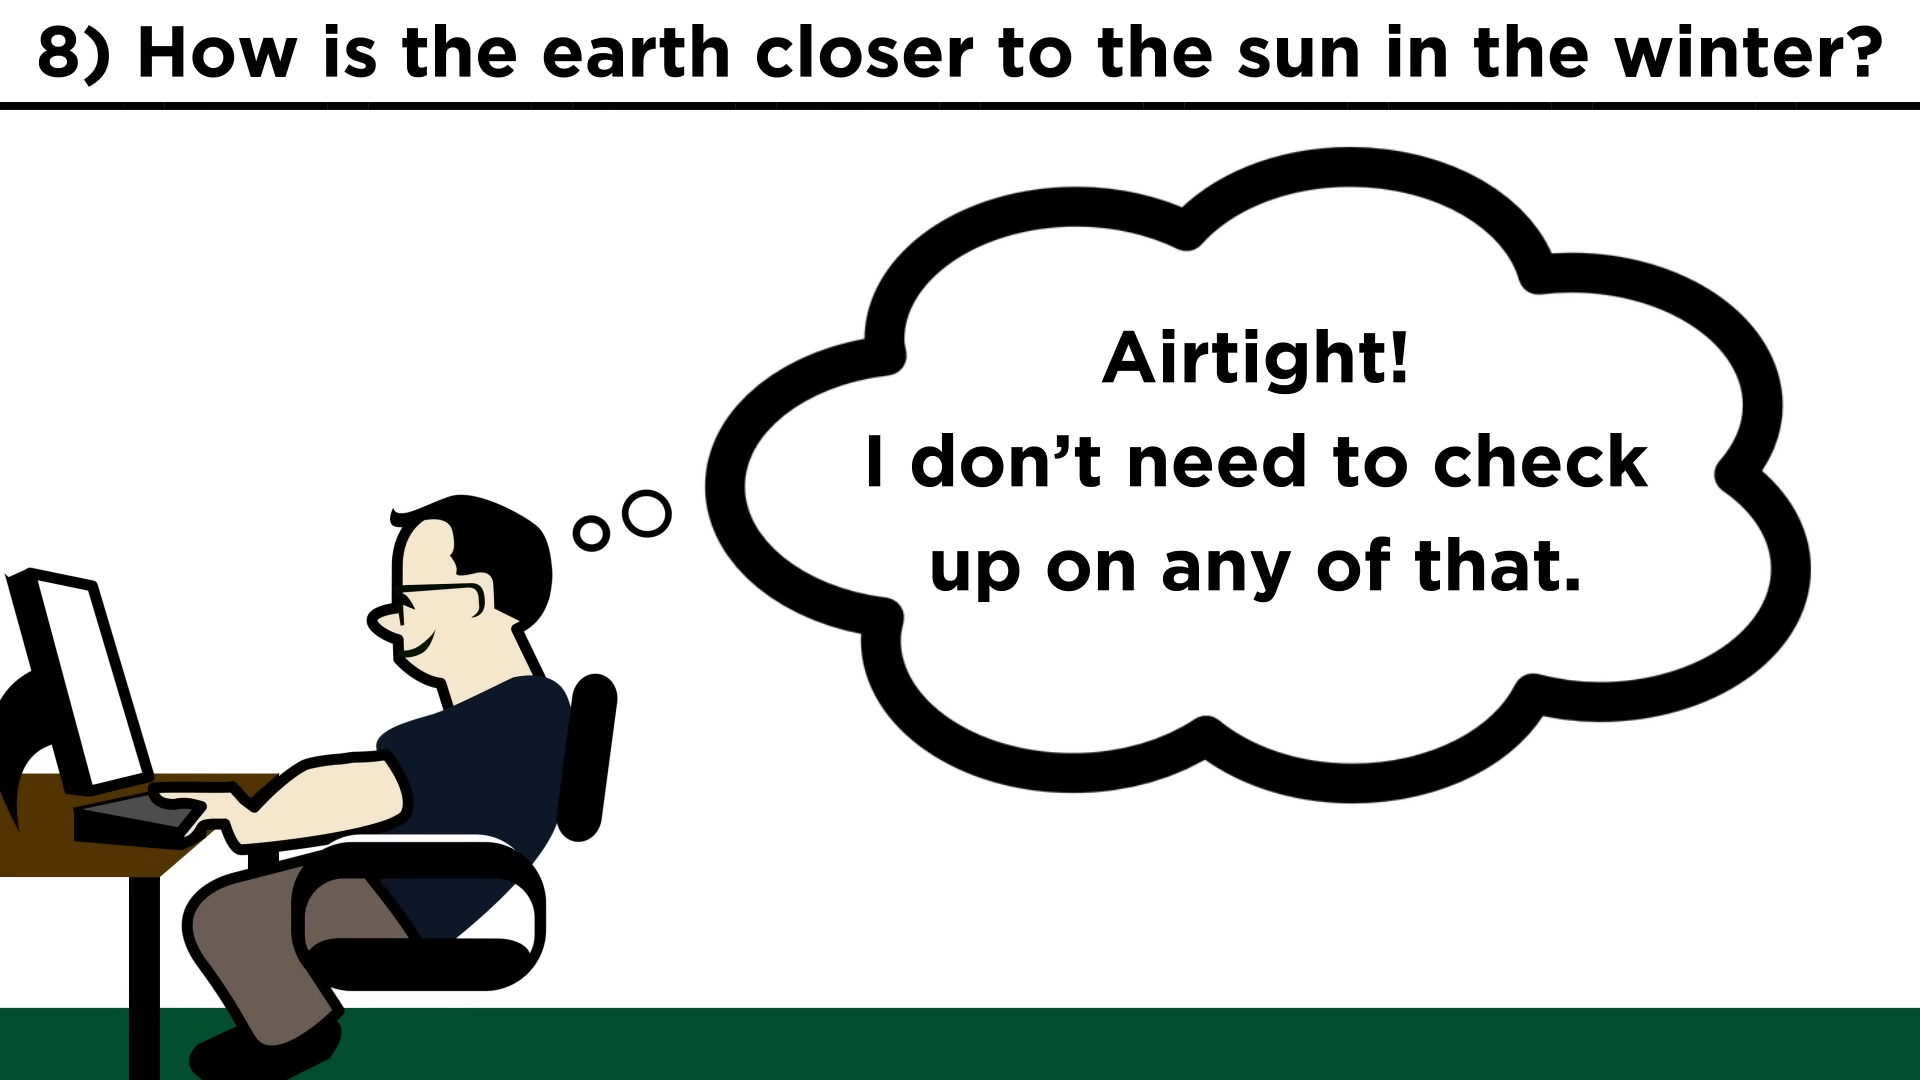 8) How is the earth closer to the sun in the winter?
Airtight!
I don’t need to check
up on any of that.